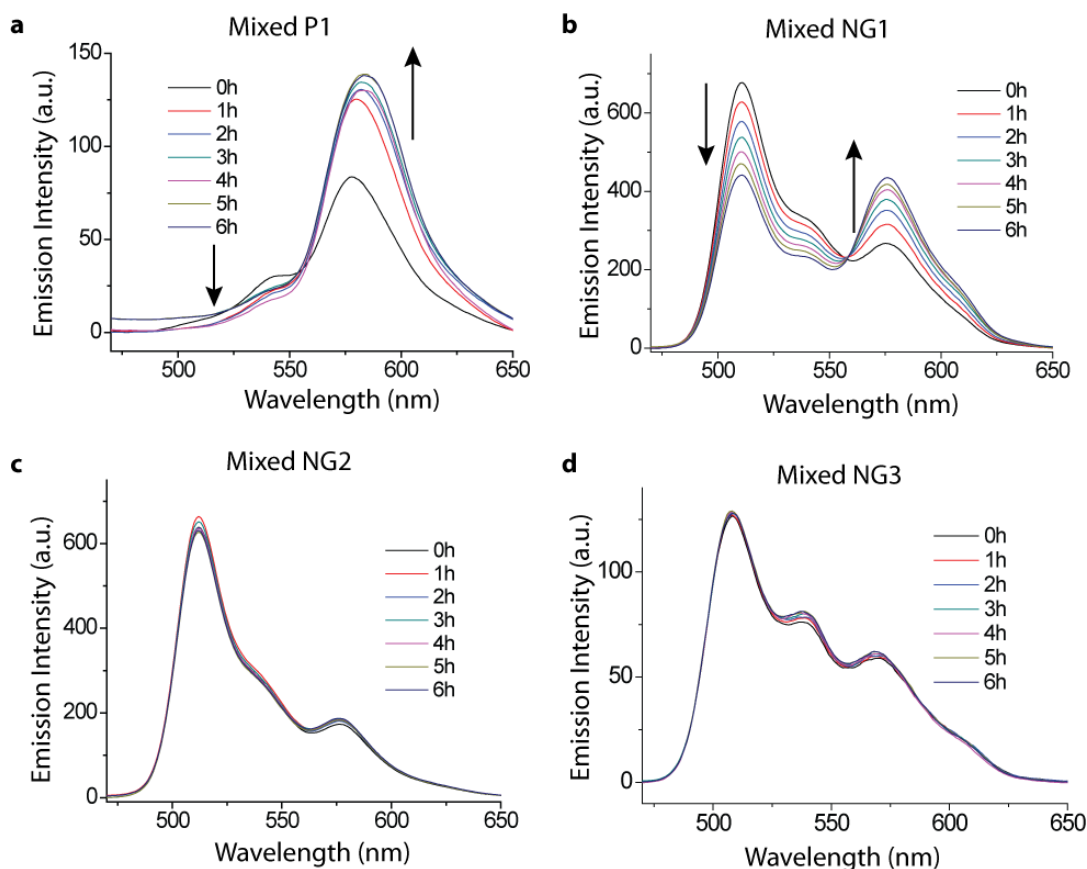 a
Mixed P1
Emission Intensity (a.u.)
150
100
50
0
0h
1h
2h
3h
4h
5h
6h
500
550
600
650
Wavelength (nm)
b
Mixed NG1
Emission Intensity (a.u.)
600
400
200
0
0h
1h
2h
3h
4h
5h
6h
500
550
600
650
Wavelength (nm)
c
Mixed NG2
Emission Intensity (a.u.)
600
400
200
0
0h
1h
2h
3h
4h
5h
6h
500
550
600
650
Wavelength (nm)
d
Mixed NG3
Emission Intensity (a.u.)
100
50
0
0h
1h
2h
3h
4h
5h
6h
500
550
600
650
Wavelength (nm)